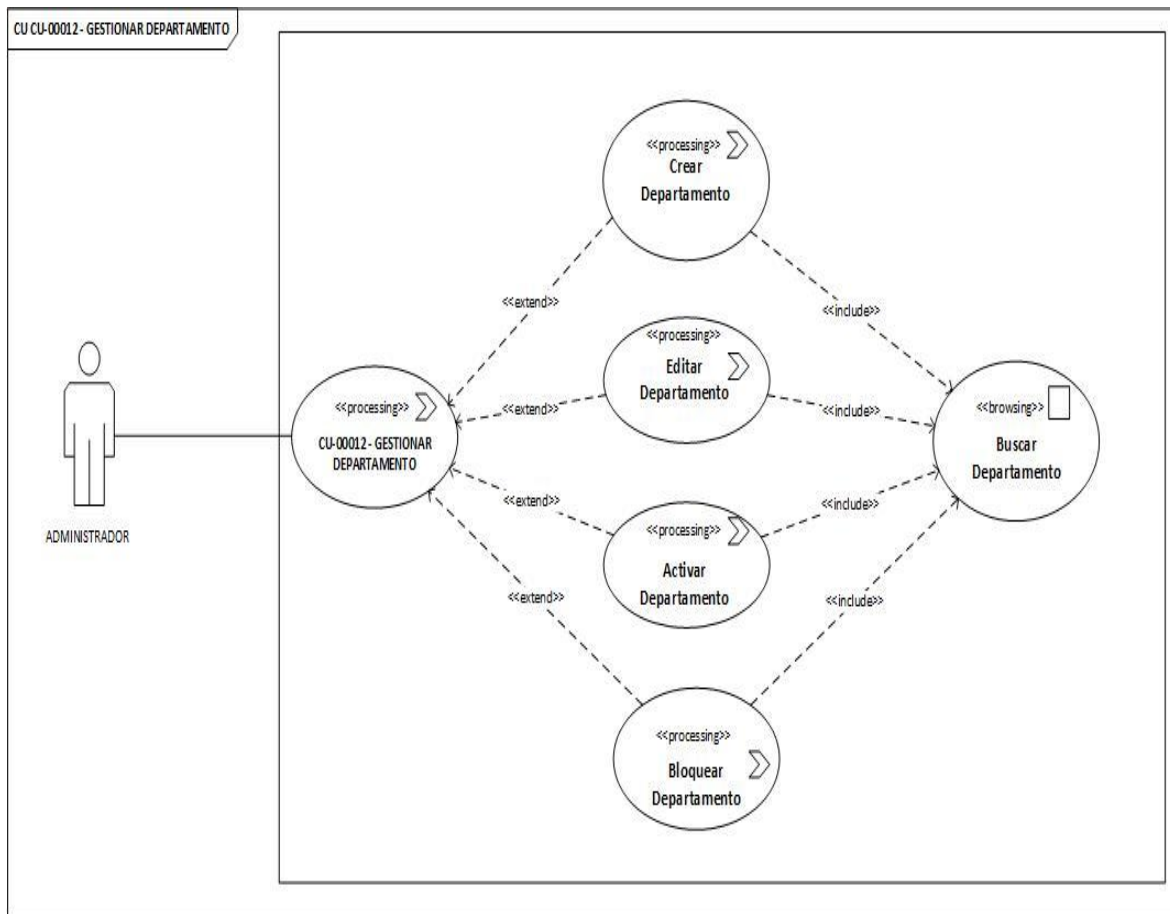 CU CU-00012 - GESTIONAR DEPARTAMENTO
<<processing>>
Crear
Departamento
<<extend>>
<<include>>
<<processing>>
Editar
Departamento
<<extend>>
<<include>>
<<processing>>
CU-00012 - GESTIONAR
DEPARTAMENTO
<<browsing>>
Buscar
Departamento
ADMINISTRADOR
<<extend>>
<<include>>
<<processing>>
Activar
Departamento
<<extend>>
<<include>>
<<processing>>
Bloquear
Departamento